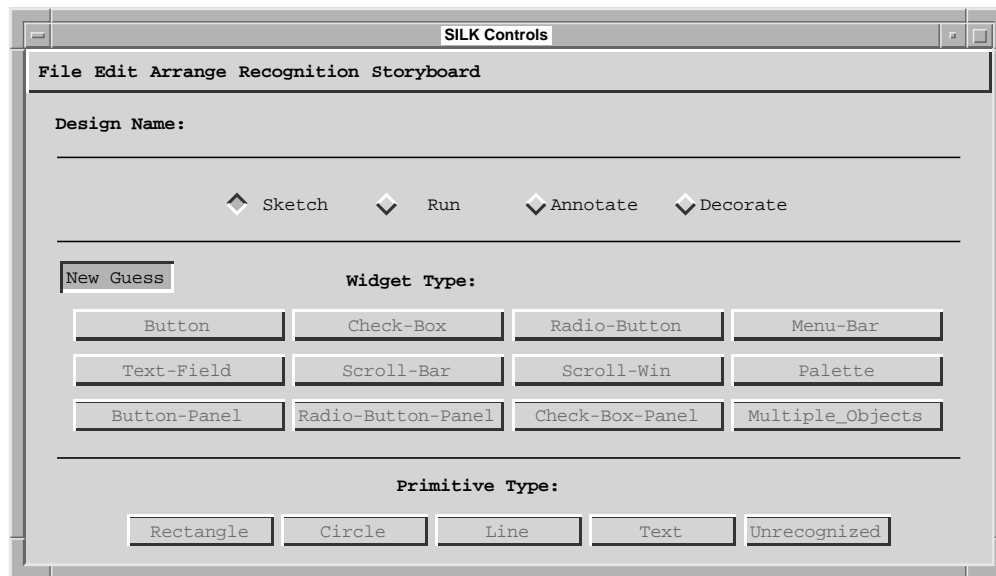 SILK Controls
File Edit Arrange Recognition Storyboard
Design Name:
Sketch Run Annotate Decorate
New Guess Widget Type:
Button Check-Box Radio-Button Menu-Bar
Text-Field Scroll-Bar Scroll-Win Palette
Button-Panel Radio-Button-Panel Check-Box-Panel Multiple_Objects
Primitive Type:
Rectangle Circle Line Text Unrecognized